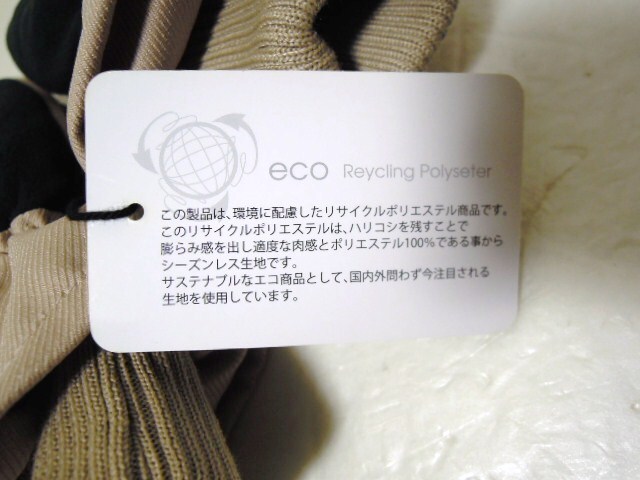 eco Reycling Polyseter
この製品は、環境に配慮したリサイクルポリエステル商品です。
このリサイクルポリエステルは、ハリコシを残すことで
膨らみ感を出し適度な肉感とポリエステル100%である事から
シーズンレス生地です。
サステナブルなエコ商品として、国内外問わず今注目される
生地を使用しています。